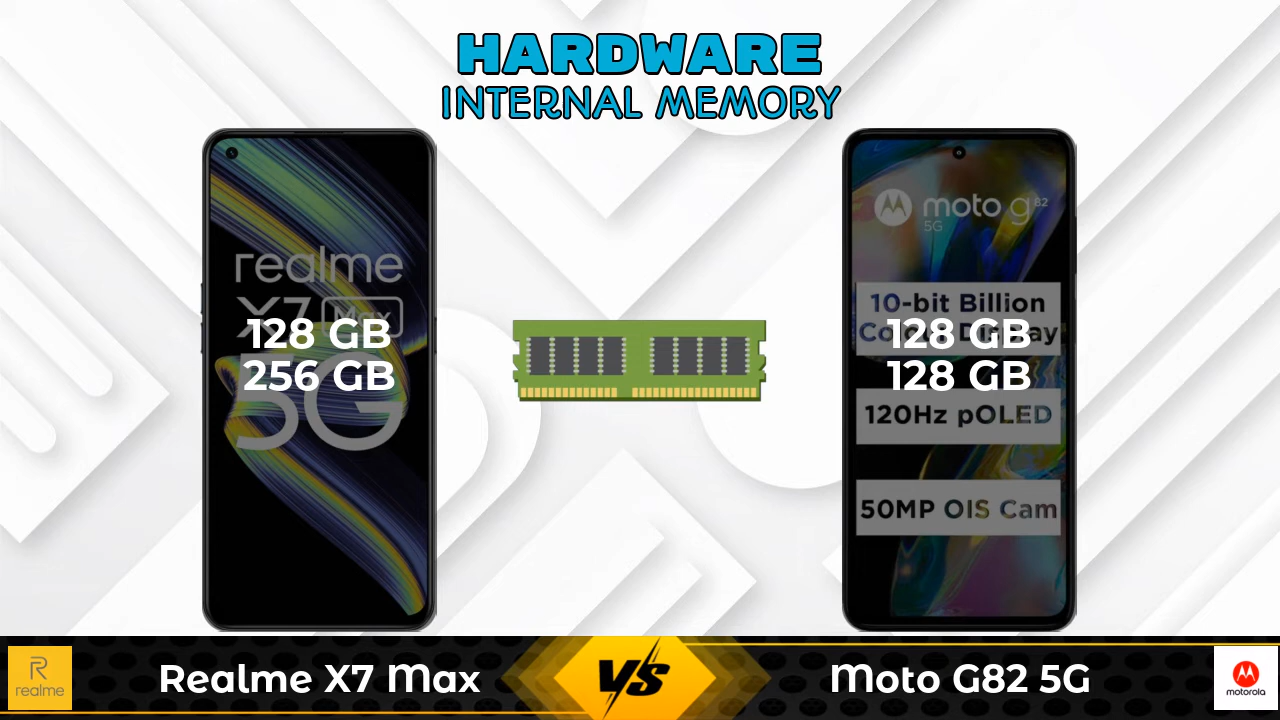 HARDWARE
INTERNAL MEMORY
realme
X7 Max
5G
128 GB
256 GB
moto g82
5G
10-bit Billion
Display
128 GB
128 GB
120Hz pOLED
50MP OIS Cam
realme
Realme X7 Max
VS
Moto G82 5G
motorola